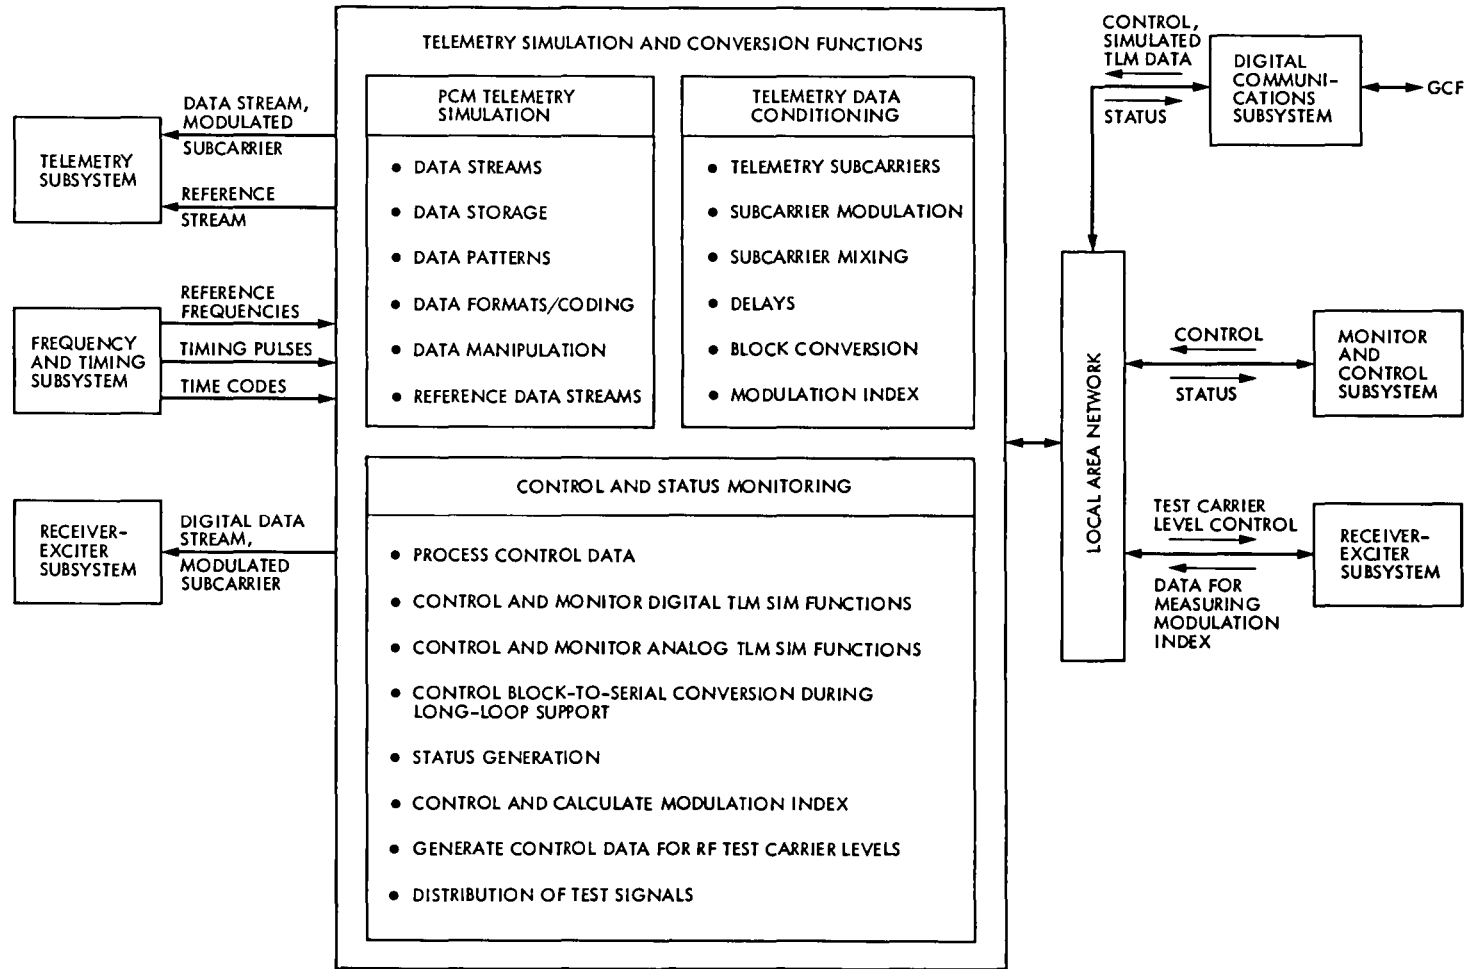 TELEMETRY SIMULATION AND CONVERSION FUNCTIONS
PCM TELEMETRY
SIMULATION
• DATA STREAMS
• DATA STORAGE
• DATA PATTERNS
• DATA FORMATS/CODING
• DATA MANIPULATION
• REFERENCE DATA STREAMS
TELEMETRY DATA
CONDITIONING
• TELEMETRY SUBCARRIERS
• SUBCARRIER MODULATION
• SUBCARRIER MIXING
• DELAYS
• BLOCK CONVERSION
• MODULATION INDEX
CONTROL AND STATUS MONITORING
• PROCESS CONTROL DATA
• CONTROL AND MONITOR DIGITAL TLM SIM FUNCTIONS
• CONTROL AND MONITOR ANALOG TLM SIM FUNCTIONS
• CONTROL BLOCK-TO-SERIAL CONVERSION DURING
LONG-LOOP SUPPORT
• STATUS GENERATION
• CONTROL AND CALCULATE MODULATION INDEX
• GENERATE CONTROL DATA FOR RF TEST CARRIER LEVELS
• DISTRIBUTION OF TEST SIGNALS
TELEMETRY
SUBSYSTEM
DATA STREAM,
MODULATED
SUBCARRIER
REFERENCE
STREAM
FREQUENCY
AND TIMING
SUBSYSTEM
REFERENCE
FREQUENCIES
TIMING PULSES
TIME CODES
RECEIVER-
EXCITER
SUBSYSTEM
DIGITAL DATA
STREAM,
MODULATED
SUBCARRIER
LOCAL AREA NETWORK
CONTROL,
SIMULATED
TLM DATA
STATUS
DIGITAL
COMMUNI-
CATIONS
SUBSYSTEM
GCF
CONTROL
STATUS
MONITOR
AND
CONTROL
SUBSYSTEM
TEST CARRIER
LEVEL CONTROL
DATA FOR
MEASURING
MODULATION
INDEX
RECEIVER-
EXCITER
SUBSYSTEM